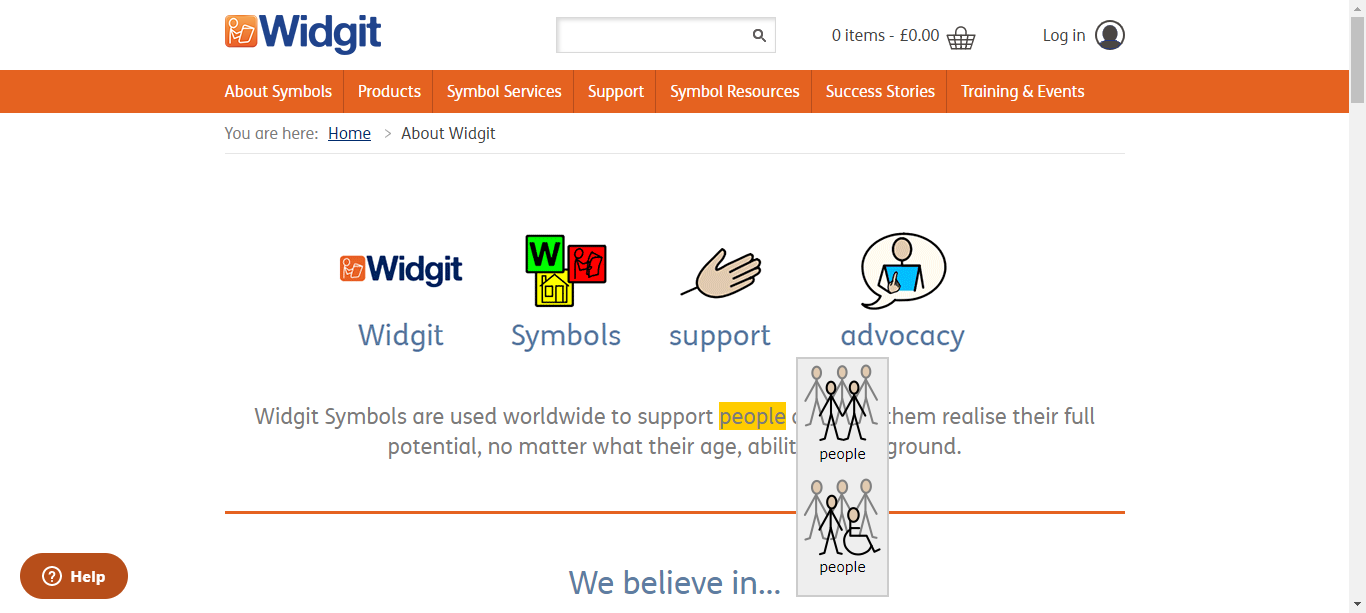 Widgit
0 items - £0.00
Log in
About Symbols
Products
Symbol Services
Support
Symbol Resources
Success Stories
Training & Events
You are here: Home > About Widgit
Widgit
W
Widgit
Symbols
support
advocacy
Widgit Symbols are used worldwide to support people them realise their full
potential, no matter what their age, abilit ground.
people
people
We believe in...
Help